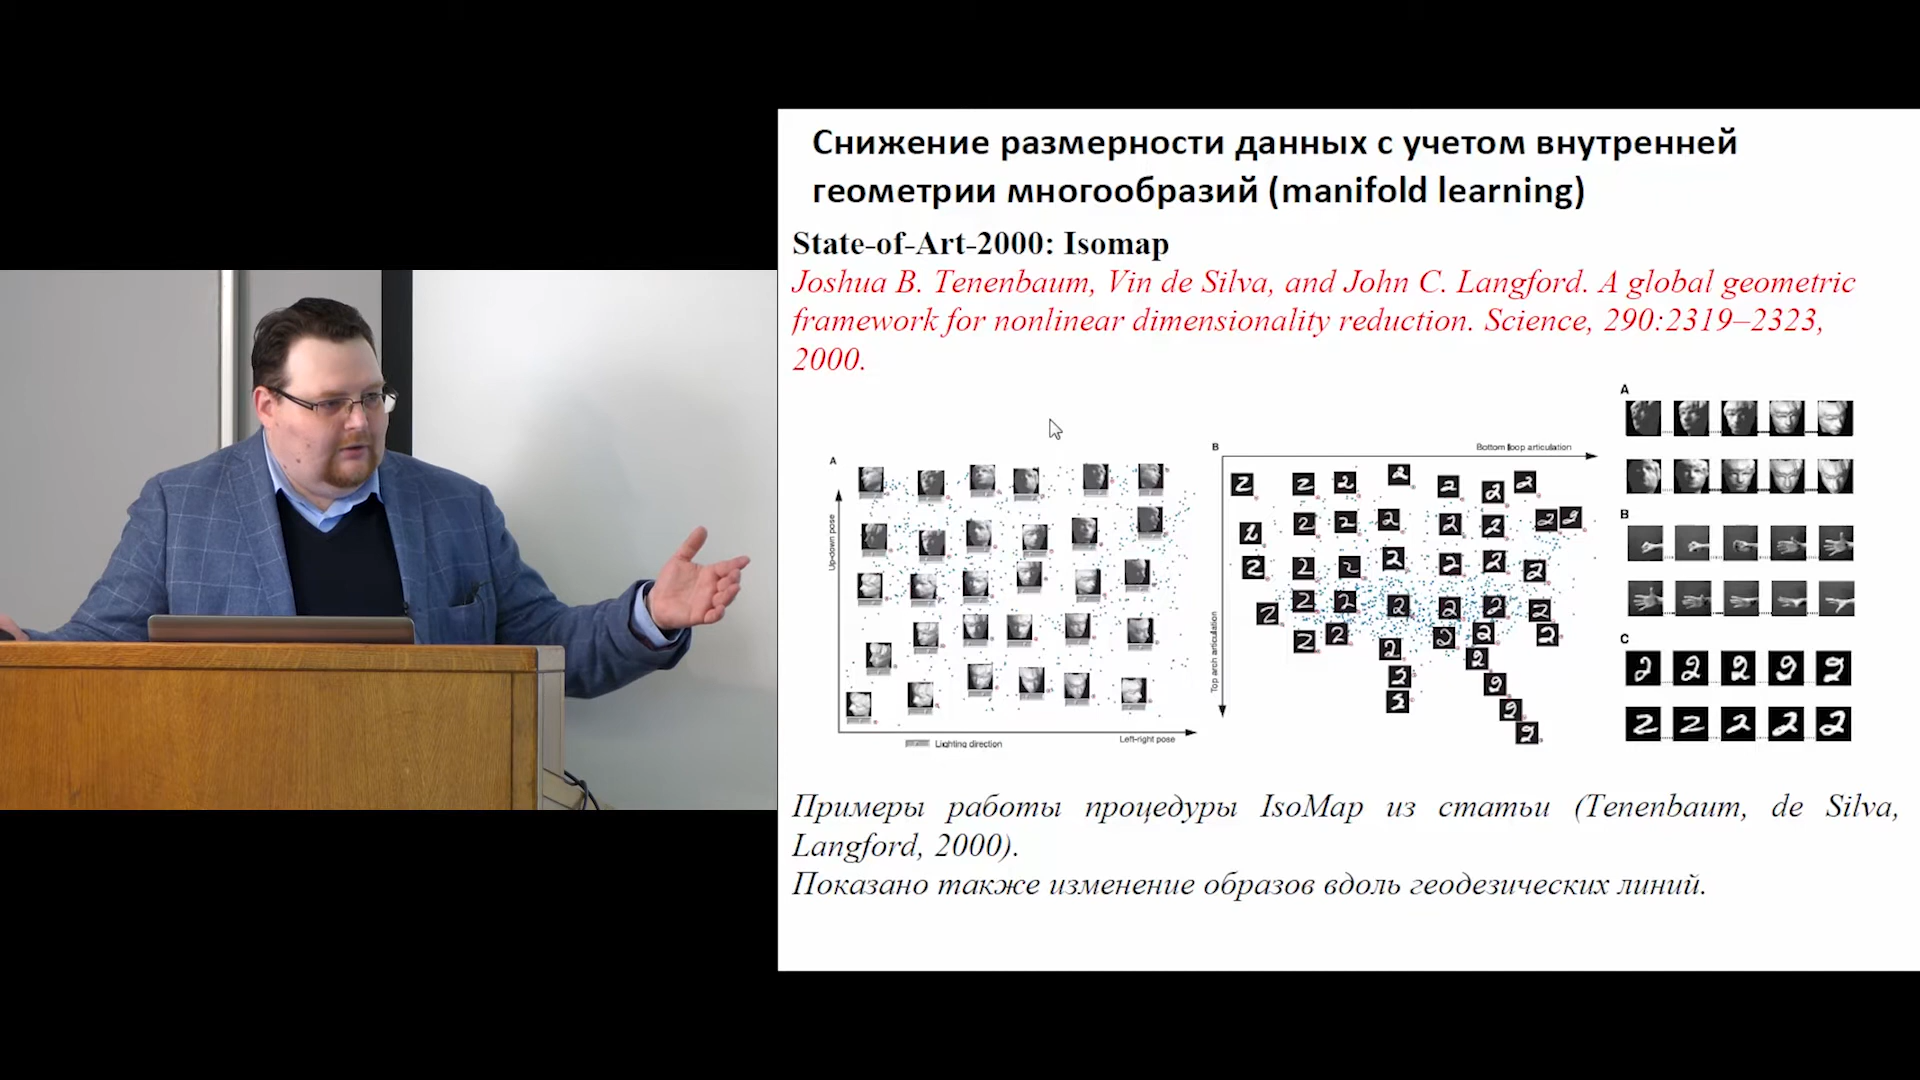 Снижение размерности данных с учетом внутренней
геометрии многообразий (manifold learning)
State-of-Art-2000: Isomap
Joshua B. Tenenbaum, Vin de Silva, and John C. Langford. A global geometric
framework for nonlinear dimensionality reduction. Science, 290:2319–2323,
2000.
A
Up-down pose
Lighting direction
Left-right pose
B
Bottom loop articulation
Top arch articulation
A
B
C
Примеры работы процедуры IsoMap из статьи (Tenenbaum, de Silva,
Langford, 2000).
Показано также изменение образов вдоль геодезических линий.